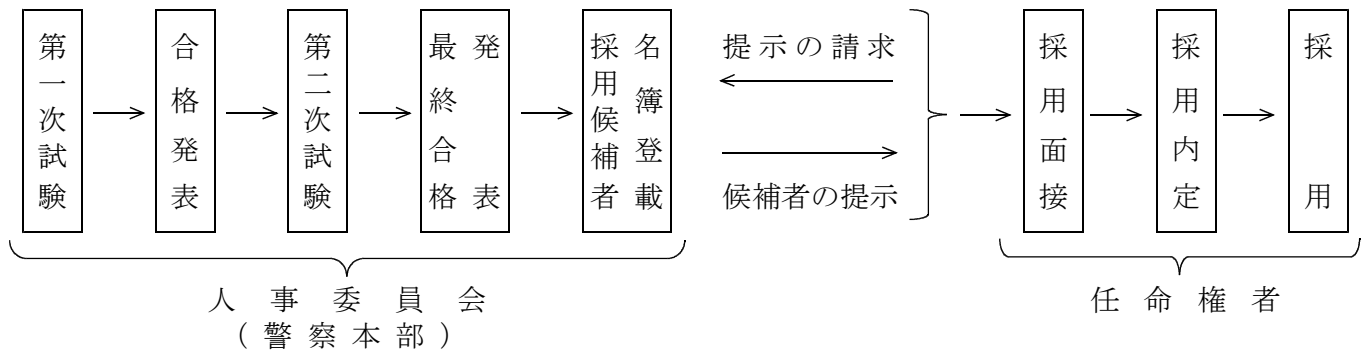 第一次試験
合格発表
第二次試験
最終合格
発表
採用候補者
名簿登載
提示の請求
候補者の提示
採用面接
採用内定
採用
人事委員会
(警察本部)
任命権者